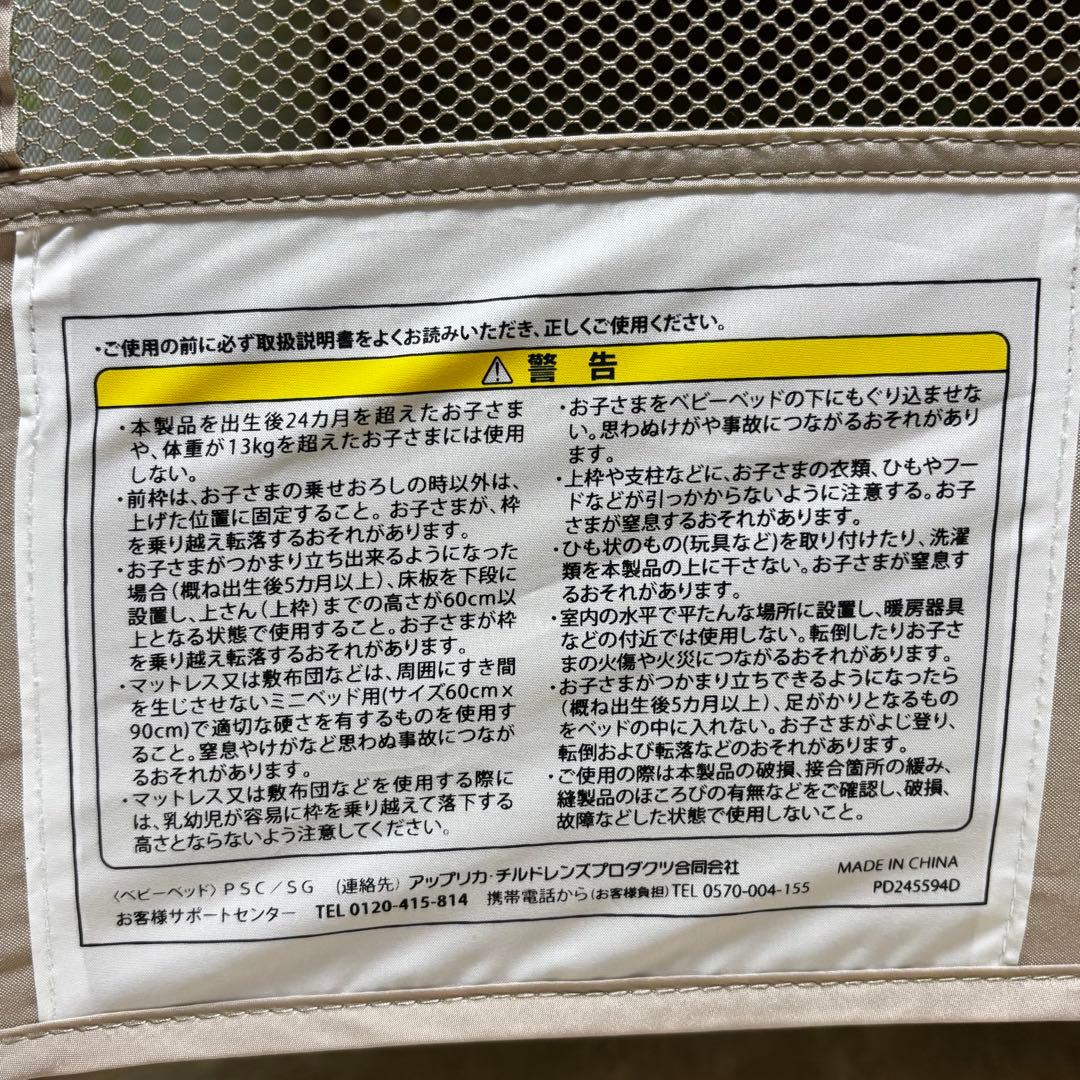 ・ご使用の前に必ず取扱説明書をよくお読みいただき、正しくご使用ください。
警告
・本製品を出生後24カ月を超えたお子さま
や、体重が13kgを超えたお子さまには使用
しない。
・前枠は、お子さまの乗せおろしの時以外は、
上げた位置に固定すること。お子さまが、枠
を乗り越え転落するおそれがあります。
・お子さまがつかまり立ち出来るようになった
場合(概ね出生後5カ月以上)、床板を下段に
設置し、上さん(上枠)までの高さが60cm以
上となる状態で使用すること。お子さまが枠
を乗り越え転落するおそれがあります。
・マットレス又は敷布団などは、周囲にすき間
を生じさせないミニベッド用(サイズ60cm x
90cm)で適切な硬さを有するものを使用す
ること。窒息やけがなど思わぬ事故につなが
るおそれがあります。
・マットレス又は敷布団などを使用する際に
は、乳幼児が容易に枠を乗り越えて落下する
高さとならないよう注意してください。
・お子さまをベビーベッドの下にもぐり込ませな
い。思わぬけがや事故につながるおそれがあり
ます。
・上枠や支柱などに、お子さまの衣類、ひもやフー
ドなどが引っかからないように注意する。お子
さまが窒息するおそれがあります。
・ひも状のもの(玩具など)を取り付けたり、洗濯
類を本製品の上に干さない。お子さまが窒息す
るおそれがあります。
・室内の水平で平たんな場所に設置し、暖房器具
などの付近では使用しない。転倒したりお子さ
まの火傷や火災につながるおそれがあります。
・お子さまがつかまり立ちできるようになったら
(概ね出生後5カ月以上)、足がかりとなるもの
をベッドの中に入れない。お子さまがよじ登り、
転倒および転落などのおそれがあります。
・ご使用の際は本製品の破損、接合箇所の緩み、
縫製品のほころびの有無などをご確認し、破損、
故障などした状態で使用しないこと。
〈ベビーベッド〉PSC/SG (連絡先) アップリカ・チルドレンズプロダクツ合同会社 MADE IN CHINA
お客様サポートセンター TEL 0120-415-814 携帯電話から(お客様負担)TEL 0570-004-155 PD245594D